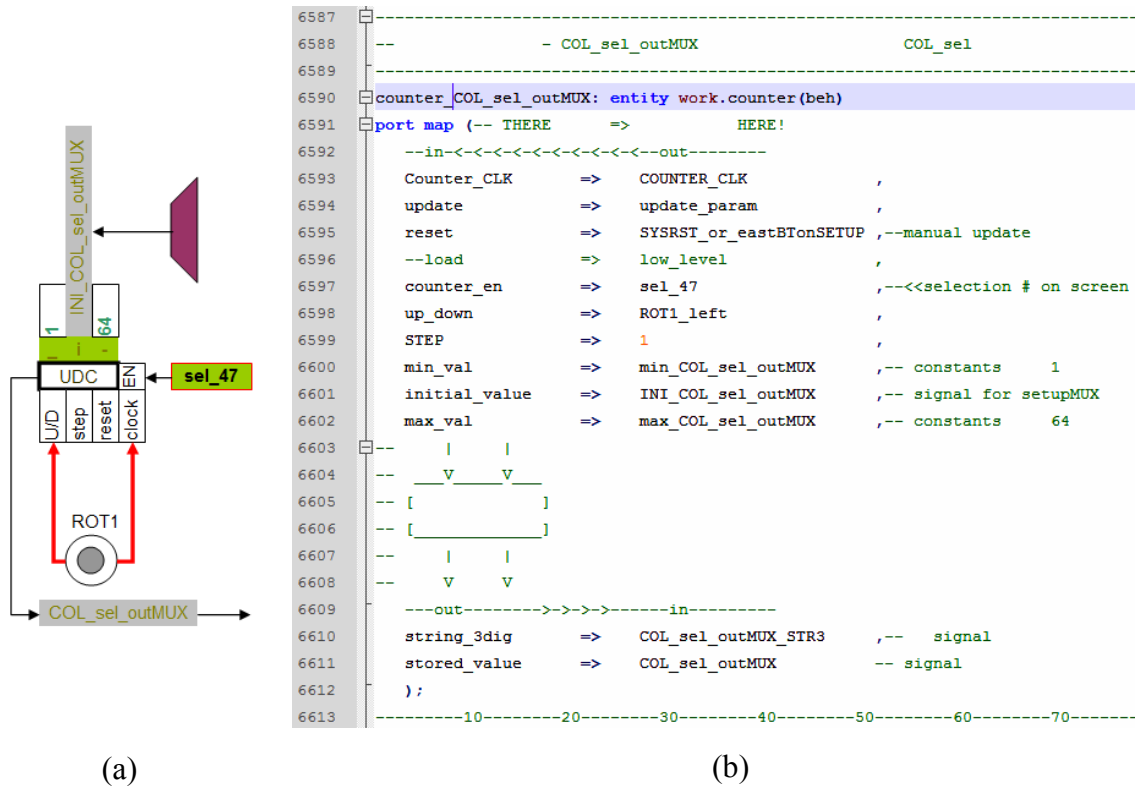 INI_COL_sel_outMUX
1
64
I
i
-
UDC
EN
sel_47
U/D
step
reset
clock
ROT1
COL_sel_outMUX
(a)
6587 --------------------------------------------------------------------------------
6588 --               - COL_sel_outMUX                     COL_sel
6589 --------------------------------------------------------------------------------
6590 counter_COL_sel_outMUX: entity work.counter(beh)
6591 port map (-- THERE      =>           HERE!
6592    --in-<-<-<-<-<-<-<-<-<-<--out--------
6593    Counter_CLK       =>    COUNTER_CLK             ,
6594    update            =>    update_param            ,
6595    reset             =>    SYSRST_or_eastBTonSETUP ,--manual update
6596    --load            =>    low_level               ,
6597    counter_en        =>    sel_47                  ,--<<selection # on screen
6598    up_down           =>    ROT1_left               ,
6599    STEP              =>    1                       ,
6600    min_val           =>    min_COL_sel_outMUX      ,-- constants     1
6601    initial_value     =>    INI_COL_sel_outMUX      ,-- signal for setupMUX
6602    max_val           =>    max_COL_sel_outMUX      ,-- constants     64
6603 --     |     |
6604 --  ___V_____V___
6605 -- [             ]
6606 -- [_____________]
6607 --     |     |
6608 --     V     V
6609    ---out-------->->->->------in---------
6610    string_3dig       =>    COL_sel_outMUX_STR3     ,--   signal
6611    stored_value      =>    COL_sel_outMUX          -- signal
6612    );
6613 ---------10--------20--------30--------40--------50--------60--------70-------
(b)